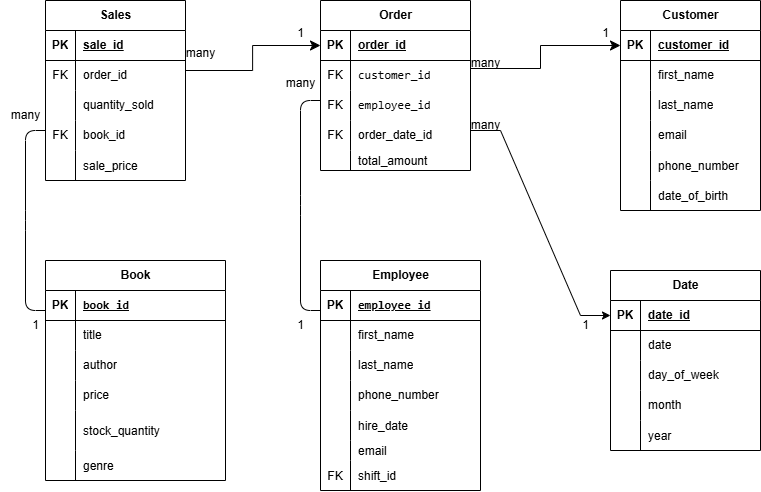 Sales
PK sale_id
FK order_id
quantity_sold
FK book_id
sale_price
many
many
1
Order
PK order_id
FK customer_id
FK employee_id
FK order_date_id
total_amount
many
many
many
1
Customer
PK customer_id
first_name
last_name
email
phone_number
date_of_birth
Book
PK book_id
title
author
price
stock_quantity
genre
1
Employee
PK employee_id
first_name
last_name
phone_number
hire_date
email
FK shift_id
1
Date
PK date_id
date
day_of_week
month
year
1